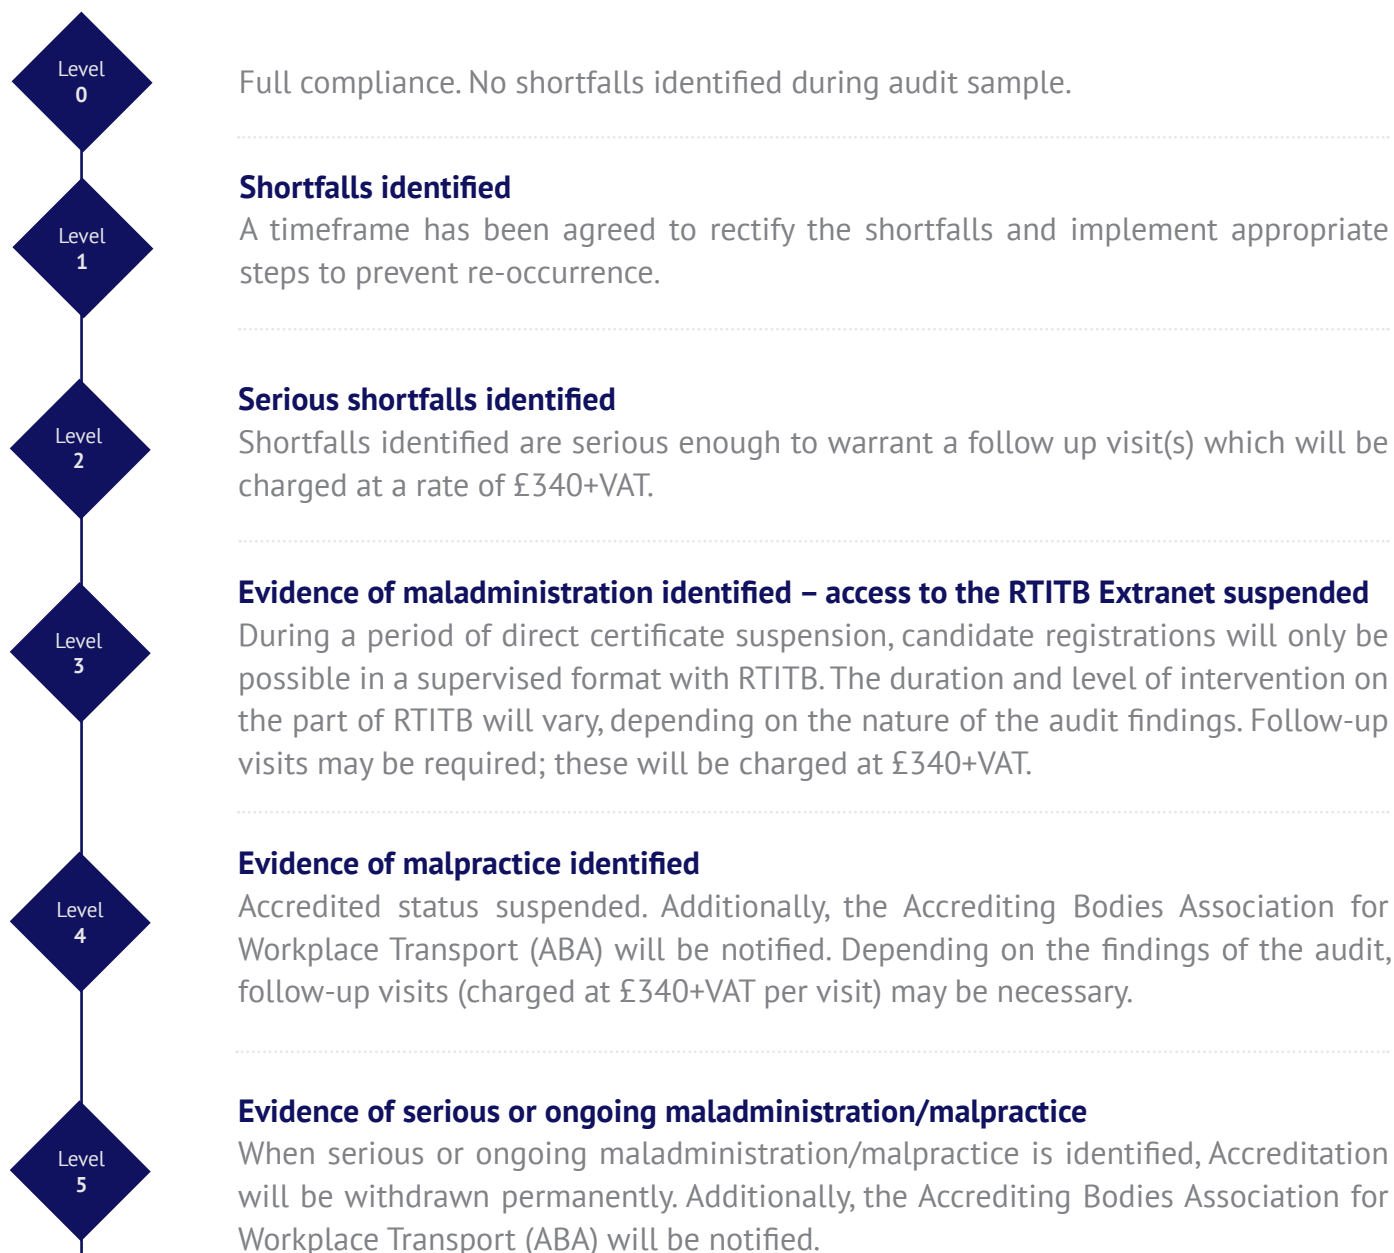 Level
0
Full compliance. No shortfalls identified during audit sample.
Level
1
Shortfalls identified
A timeframe has been agreed to rectify the shortfalls and implement appropriate
steps to prevent re-occurrence.
Level
2
Serious shortfalls identified
Shortfalls identified are serious enough to warrant a follow up visit(s) which will be
charged at a rate of £340+VAT.
Level
3
Evidence of maladministration identified – access to the RTITB Extranet suspended
During a period of direct certificate suspension, candidate registrations will only be
possible in a supervised format with RTITB. The duration and level of intervention on
the part of RTITB will vary, depending on the nature of the audit findings. Follow-up
visits may be required; these will be charged at £340+VAT.
Level
4
Evidence of malpractice identified
Accredited status suspended. Additionally, the Accrediting Bodies Association for
Workplace Transport (ABA) will be notified. Depending on the findings of the audit,
follow-up visits (charged at £340+VAT per visit) may be necessary.
Level
5
Evidence of serious or ongoing maladministration/malpractice
When serious or ongoing maladministration/malpractice is identified, Accreditation
will be withdrawn permanently. Additionally, the Accrediting Bodies Association for
Workplace Transport (ABA) will be notified.